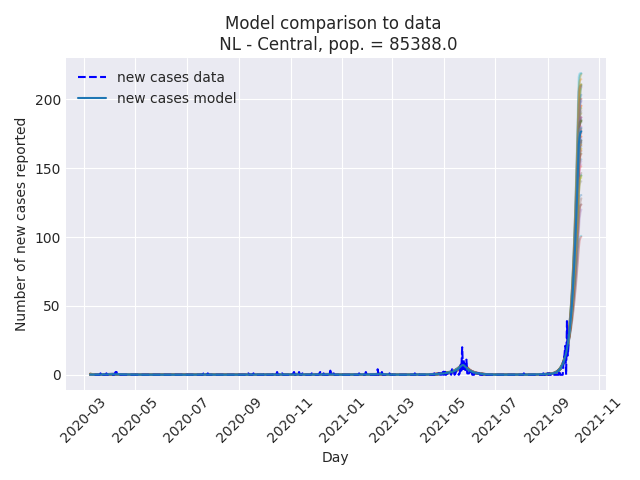 Model comparison to data
NL - Central, pop. = 85388.0
new cases data
new cases model
Number of new cases reported
200
150
100
50
0
2020-03
2020-05
2020-07
2020-09
2020-11
2021-01
2021-03
2021-05
2021-07
2021-09
2021-11
Day